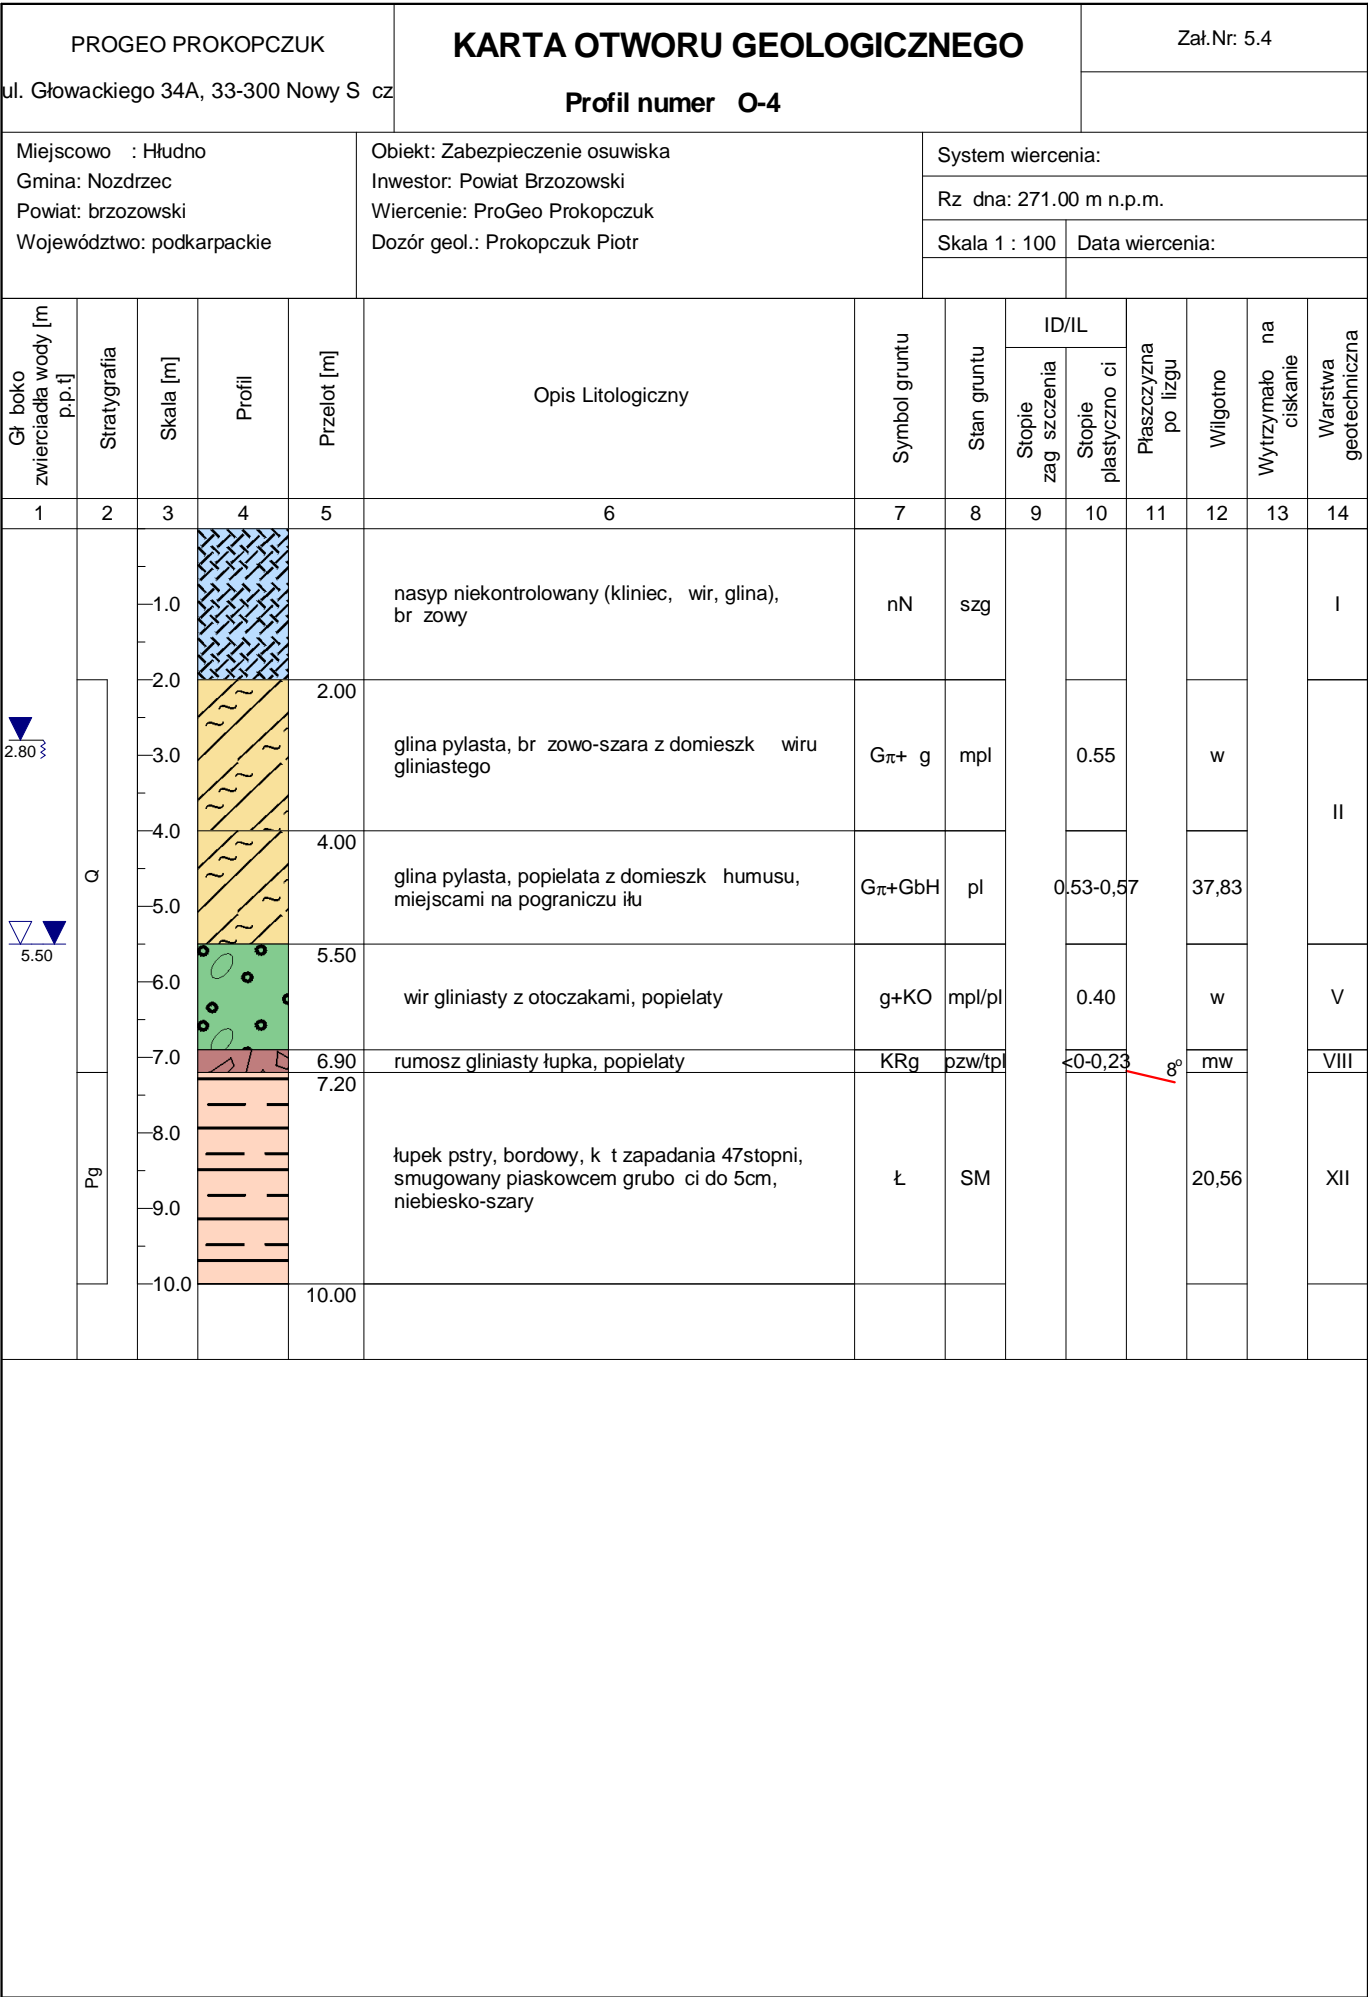 PROGEO PROKOPCZUK
ul. Głowackiego 34A, 33-300 Nowy S cz
KARTA OTWORU GEOLOGICZNEGO
Profil numer O-4
Zał.Nr: 5.4
Miejscowo : Hłudno
Gmina: Nozdrzec
Powiat: brzozowski
Województwo: podkarpackie
Obiekt: Zabezpieczenie osuwiska
Inwestor: Powiat Brzozowski
Wiercenie: ProGeo Prokopczuk
Dozór geol.: Prokopczuk Piotr
System wiercenia:
Rz dna: 271.00 m n.p.m.
Skala 1 : 100 Data wiercenia:
Gł boko
zwierciadła wody [m
p.p.t]
Stratygrafia
Skala [m]
Profil
Przelot [m]
Opis Litologiczny
Symbol gruntu
Stan gruntu
ID/IL
Stopie
zag szczenia
Stopie
plastyczno ci
Płaszczyzna
po lizgu
Wilgotno
Wytrzymało na
ciskanie
Warstwa
geotechniczna
1 2 3 4 5 6 7 8 9 10 11 12 13 14
1.0
nasyp niekontrolowany (kliniec, wir, glina),
br zowy
nN szg I
2.0
2.00
2.80
3.0
glina pylasta, br zowo-szara z domieszk wiru
gliniastego
Gπ+ g mpl 0.55 w
II
4.0
4.00
Q
glina pylasta, popielata z domieszk humusu,
miejscami na pograniczu iłu
Gπ+GbH pl 0.53-0,57 37,83
5.0
5.50
5.50
6.0
wir gliniasty z otoczakami, popielaty
g+KO mpl/pl 0.40 w V
7.0
6.90
rumosz gliniasty łupka, popielaty
KRg pzw/tpl <0-0,23 8° mw VIII
7.20
8.0
Pg
łupek pstry, bordowy, k t zapadania 47stopni,
smugowany piaskowcem grubo ci do 5cm,
niebiesko-szary
Ł SM 20,56 XII
9.0
10.0
10.00